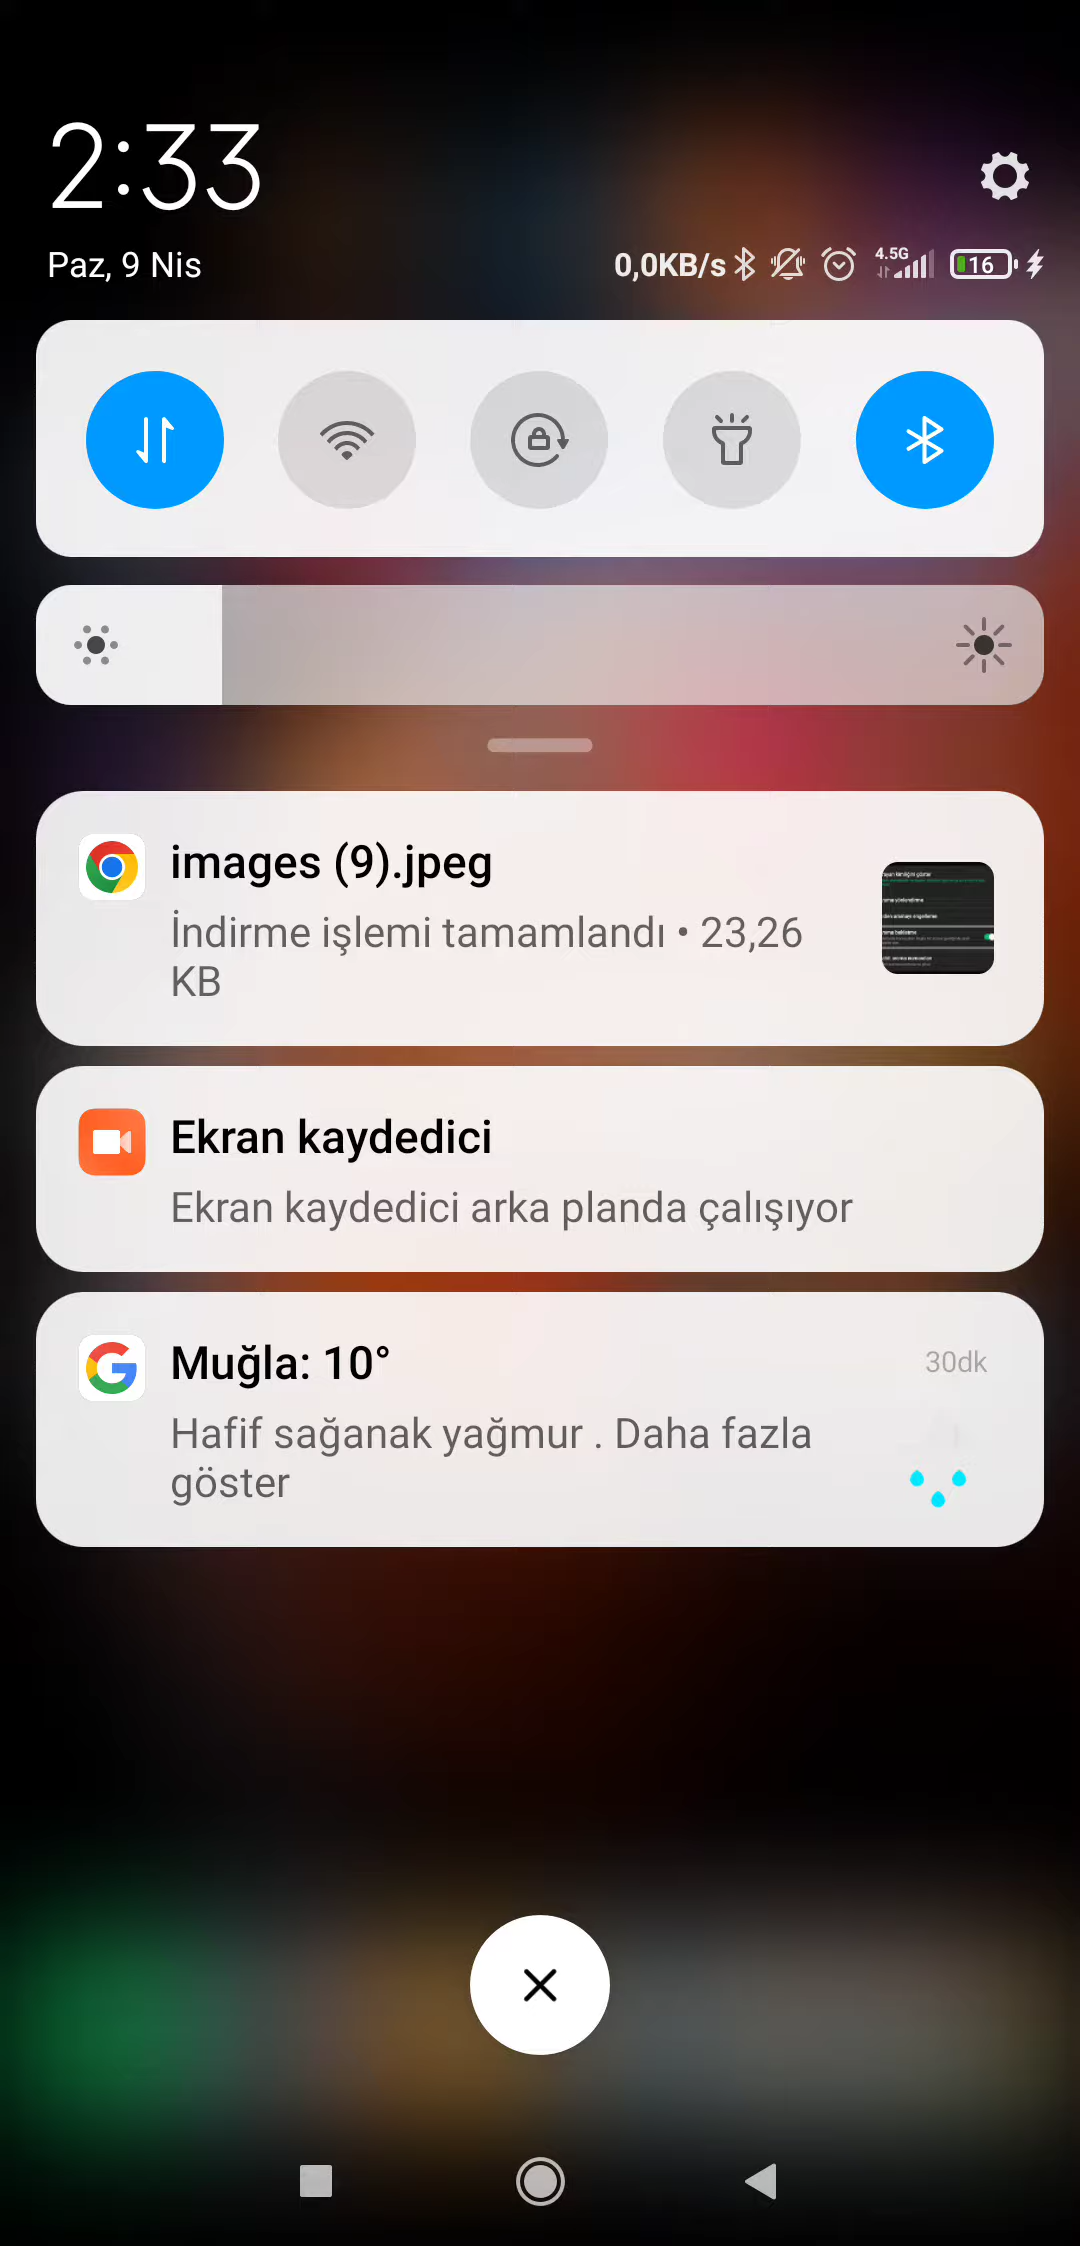 2:33
Paz, 9 Nis
0,0KB/s 4.5G 16
images (9).jpeg
İndirme işlemi tamamlandı • 23,26
KB
Ekran kaydedici
Ekran kaydedici arka planda çalışıyor
Muğla: 10°
30dk
Hafif sağanak yağmur . Daha fazla
göster